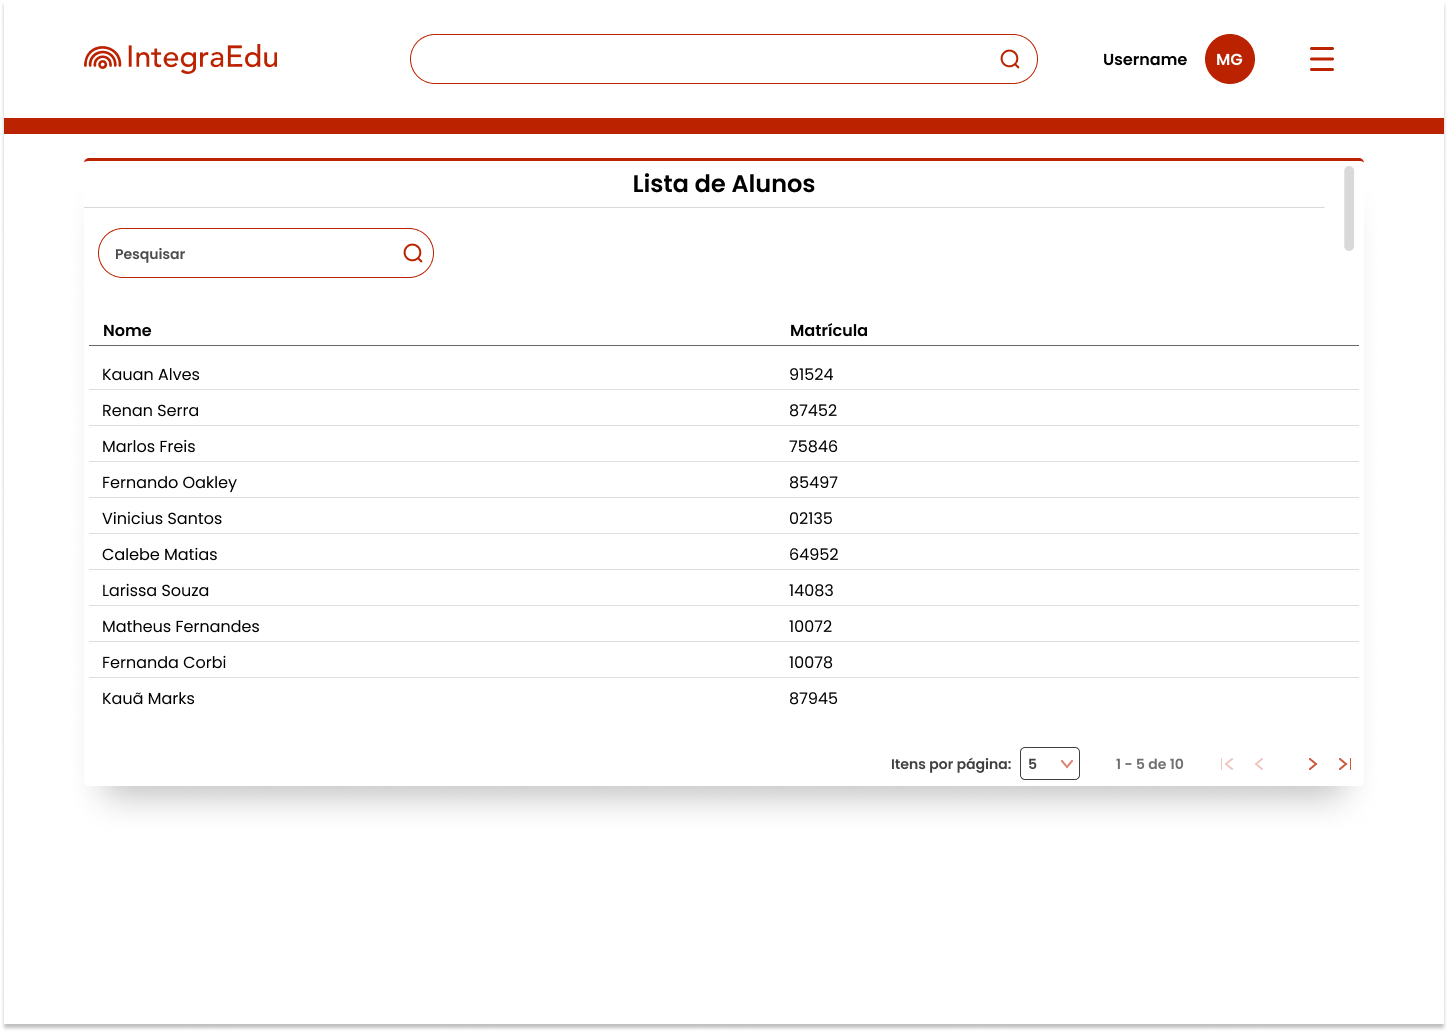 IntegraEdu
Username MG
Lista de Alunos
Pesquisar
Nome Matrícula
Kauan Alves 91524
Renan Serra 87452
Marlos Freis 75846
Fernando Oakley 85497
Vinicius Santos 02135
Calebe Matias 64952
Larissa Souza 14083
Matheus Fernandes 10072
Fernanda Corbi 10078
Kauã Marks 87945
Itens por página: 5 1 - 5 de 10